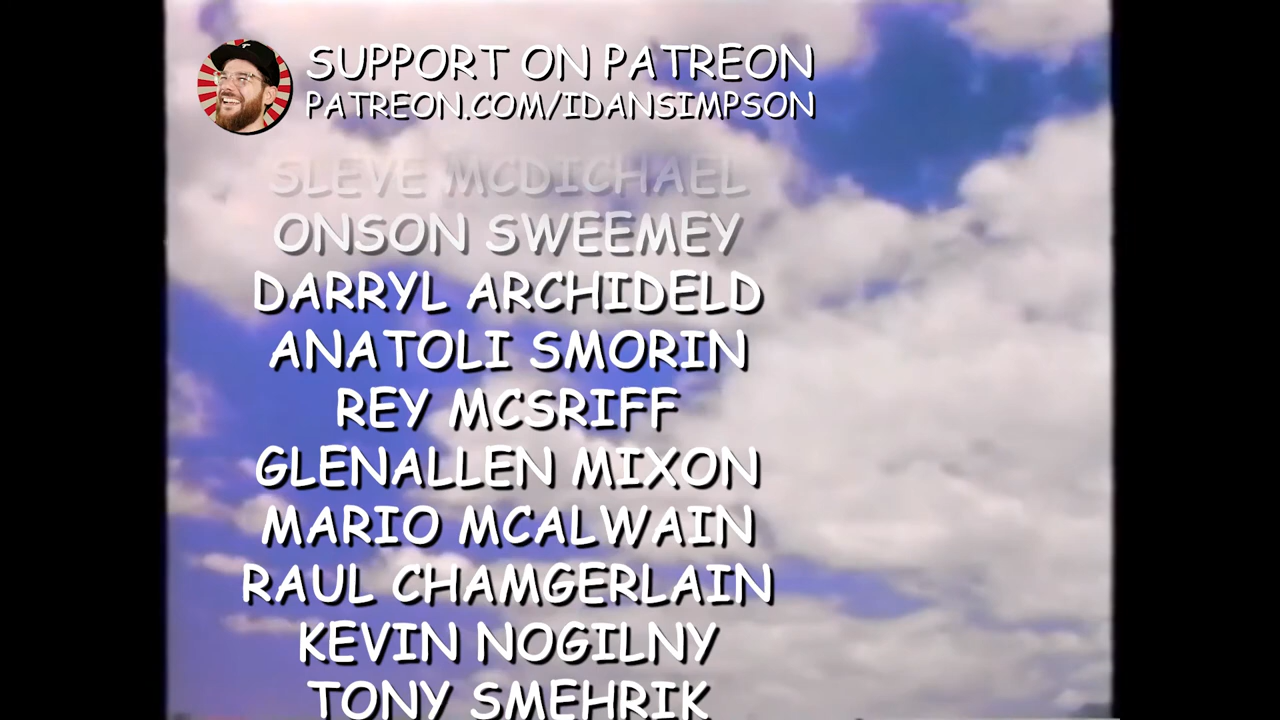 SUPPORT ON PATREON
PATREON.COM/IDANSIMPSON
SLEVE MCDICHAEL
ONSON SWEEMEY
DARRYL ARCHIDELD
ANATOLI SMORIN
REY MCSRIFF
GLENALLEN MIXON
MARIO MCALWAIN
RAUL CHAMGERLAIN
KEVIN NOGILNY
TONY SMEHRIK